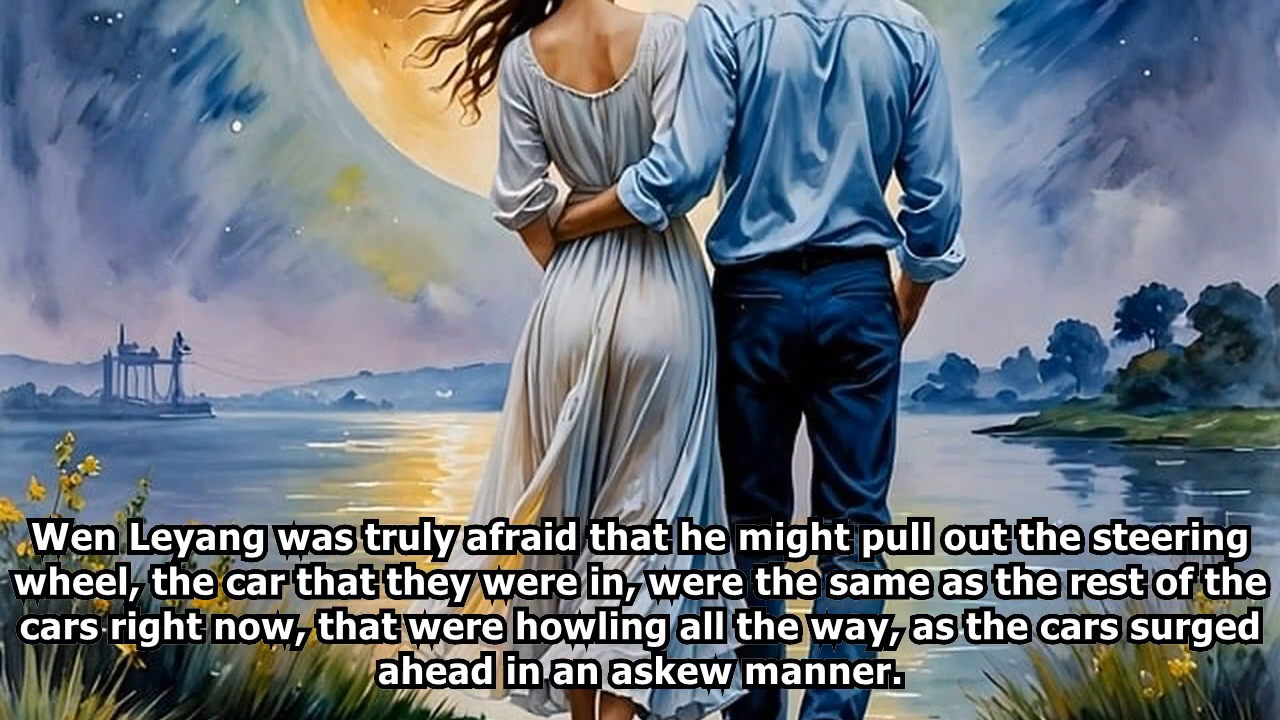 Wen Leyang was truly afraid that he might pull out the steering
wheel, the car that they were in, were the same as the rest of the
cars right now, that were howling all the way, as the cars surged
ahead in an askew manner.